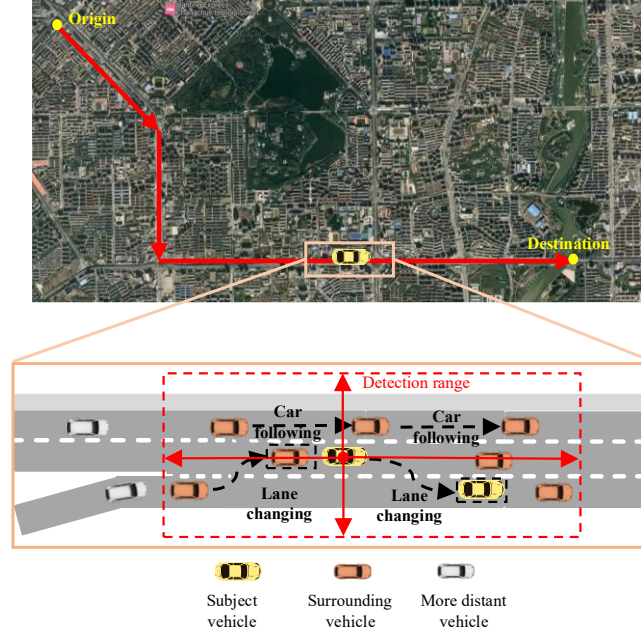 Origin
Destination
Detection range
Car
following
Car
following
Lane
changing
Lane
changing
Subject
vehicle
Surrounding
vehicle
More distant
vehicle